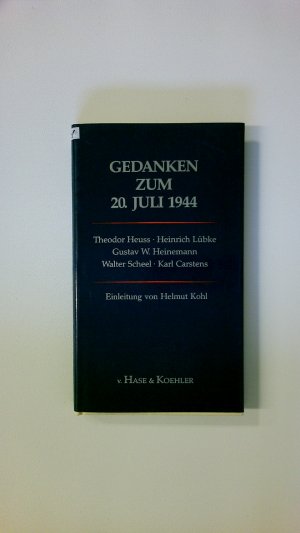 GEDANKEN
ZUM
20. JULI 1944
Theodor Heuss · Heinrich Lübke
Gustav W. Heinemann
Walter Scheel · Karl Carstens
Einleitung von Helmut Kohl
v. HASE & KOEHLER